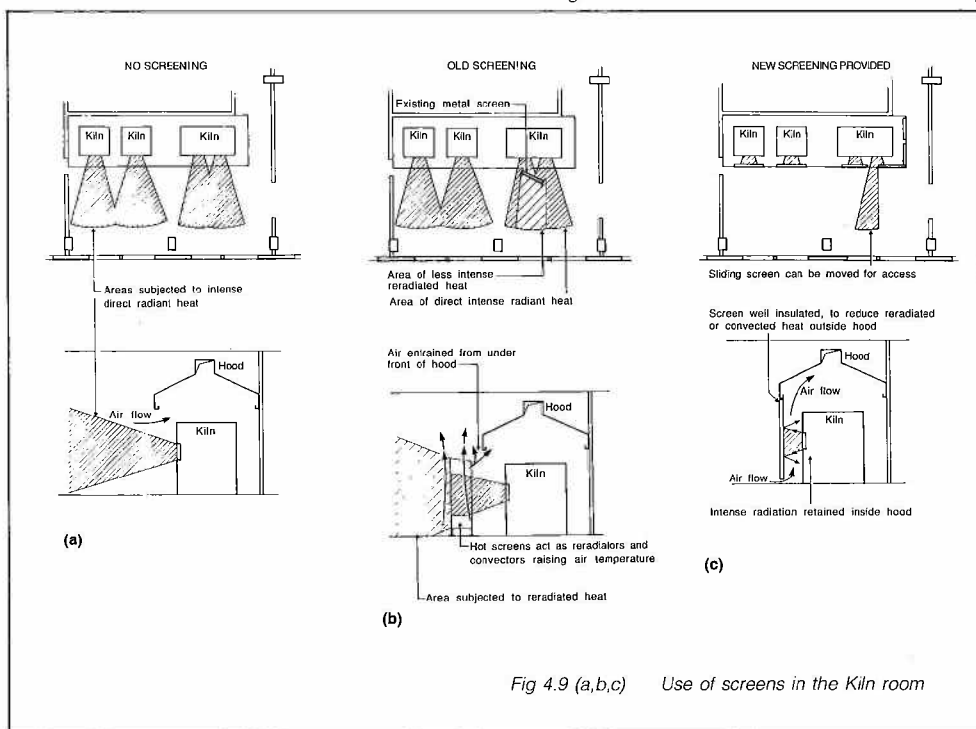 NO SCREENING
Kiln
Kiln
Kiln
Areas subjected to intense
direct radiant heat
Hood
Air flow
Kiln
(a)
OLD SCREENING
Existing metal screen
Kiln
Kiln
Kiln
Area of less intense
reradiated heat
Area of direct intense radiant heat
Air entrained from under
front of hood
Hood
Kiln
Hot screens act as reradiators and
convectors raising air temperature
Area subjected to reradiated heat
(b)
NEW SCREENING PROVIDED
Kiln
Kiln
Kiln
Sliding screen can be moved for access
Screen well insulated, to reduce reradiated
or convected heat outside hood
Hood
Air flow
Kiln
Air flow
Intense radiation retained inside hood
(c)
Fig 4.9 (a,b,c) Use of screens in the Kiln room